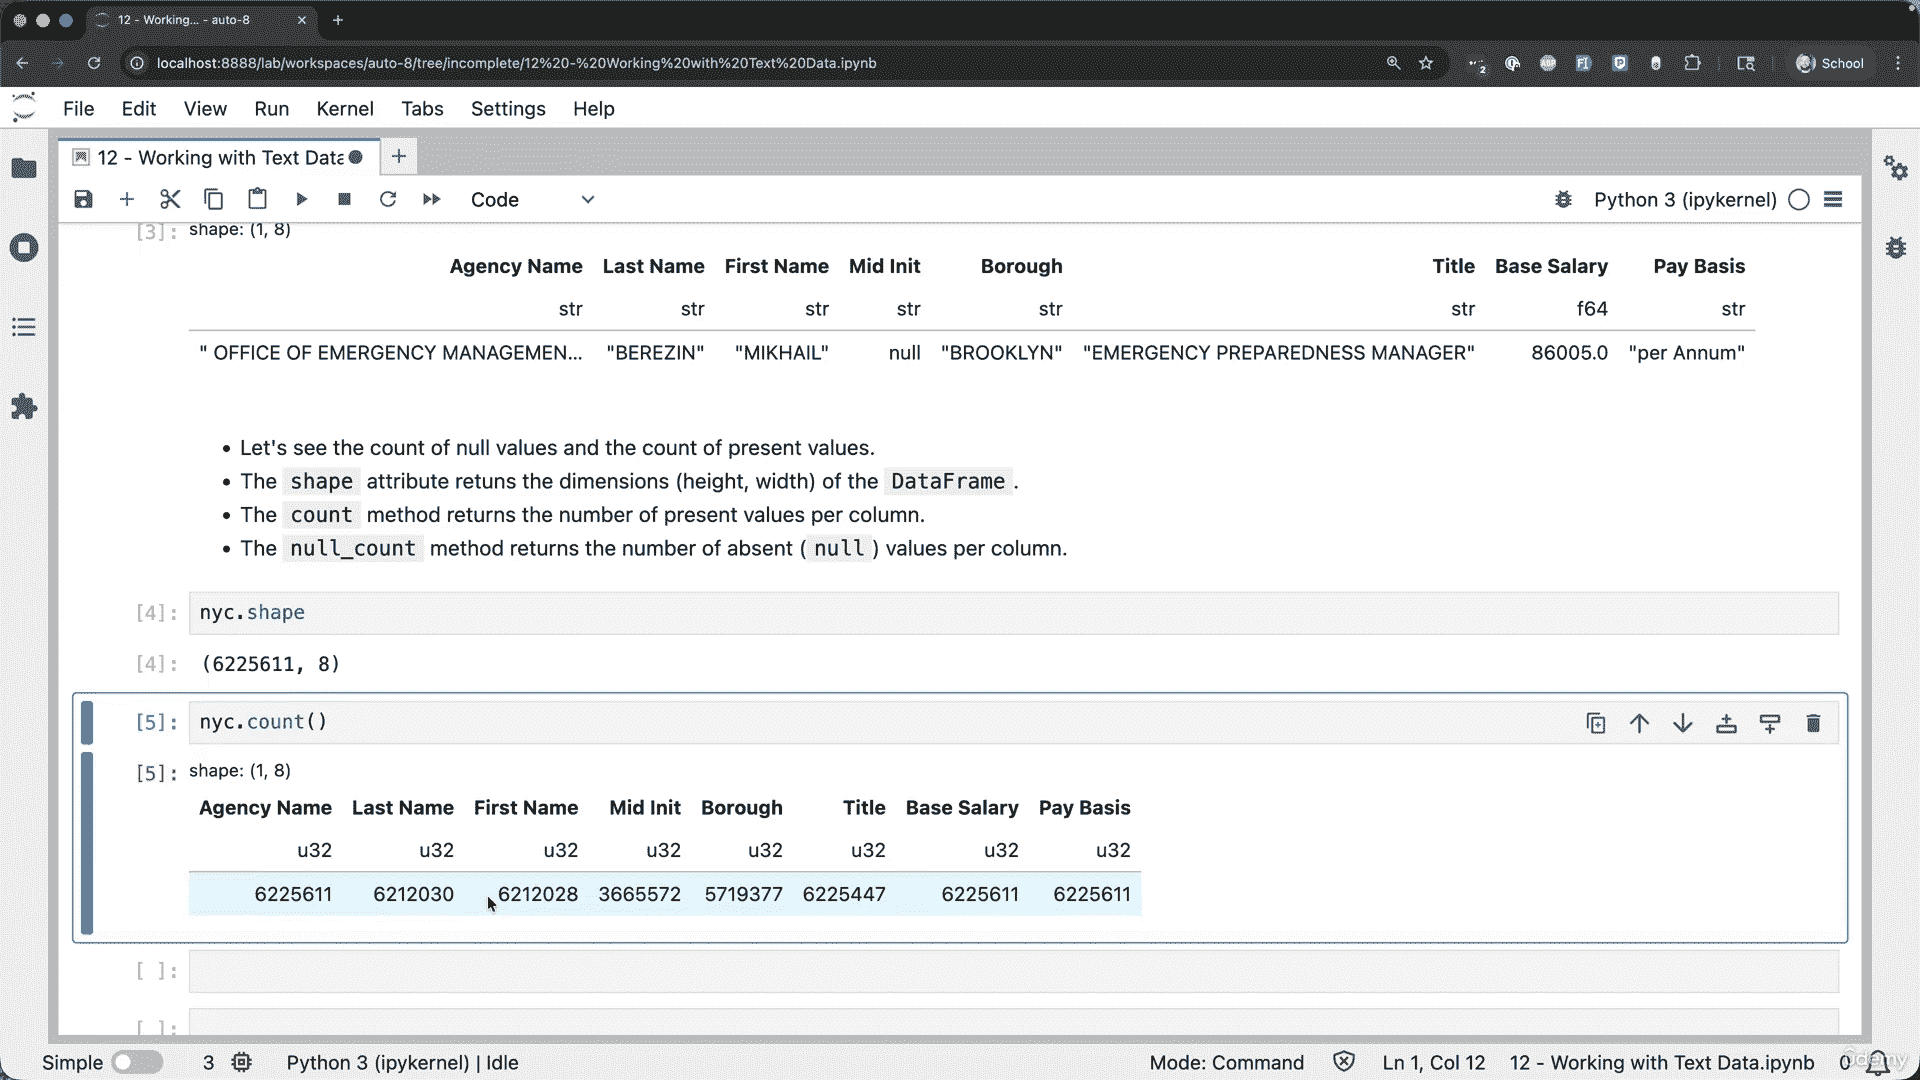 12 - Working... - auto-8
localhost:8888/lab/workspaces/auto-8/tree/incomplete/12%20-%20Working%20with%20Text%20Data.ipynb
2
ABP
School
File Edit View Run Kernel Tabs Settings Help
12 - Working with Text Data
Code
Python 3 (ipykernel)
[3]: shape: (1, 8)
Agency Name Last Name First Name Mid Init Borough Title Base Salary Pay Basis
str str str str str str f64 str
" OFFICE OF EMERGENCY MANAGEMEN... "BEREZIN" "MIKHAIL" null "BROOKLYN" "EMERGENCY PREPAREDNESS MANAGER" 86005.0 "per Annum"
• Let's see the count of null values and the count of present values.
• The shape attribute retuns the dimensions (height, width) of the DataFrame .
• The count method returns the number of present values per column.
• The null_count method returns the number of absent ( null ) values per column.
[4]: nyc.shape
[4]: (6225611, 8)
[5]: nyc.count()
[5]: shape: (1, 8)
Agency Name Last Name First Name Mid Init Borough Title Base Salary Pay Basis
u32 u32 u32 u32 u32 u32 u32 u32
6225611 6212030 6212028 3665572 5719377 6225447 6225611 6225611
[ ]:
[ ]:
Simple 3 Python 3 (ipykernel) | Idle Mode: Command Ln 1, Col 12 12 - Working with Text Data.ipynb 0
Udemy